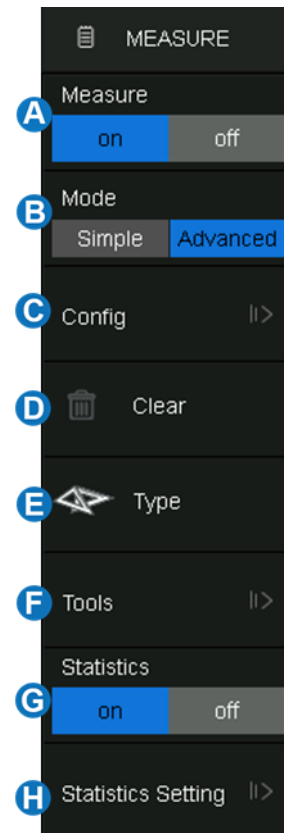 MEASURE
Measure
A
on off
B
Mode
Simple Advanced
C
Config
D
Clear
E
Type
F
Tools
Statistics
G
on off
H
Statistics Setting